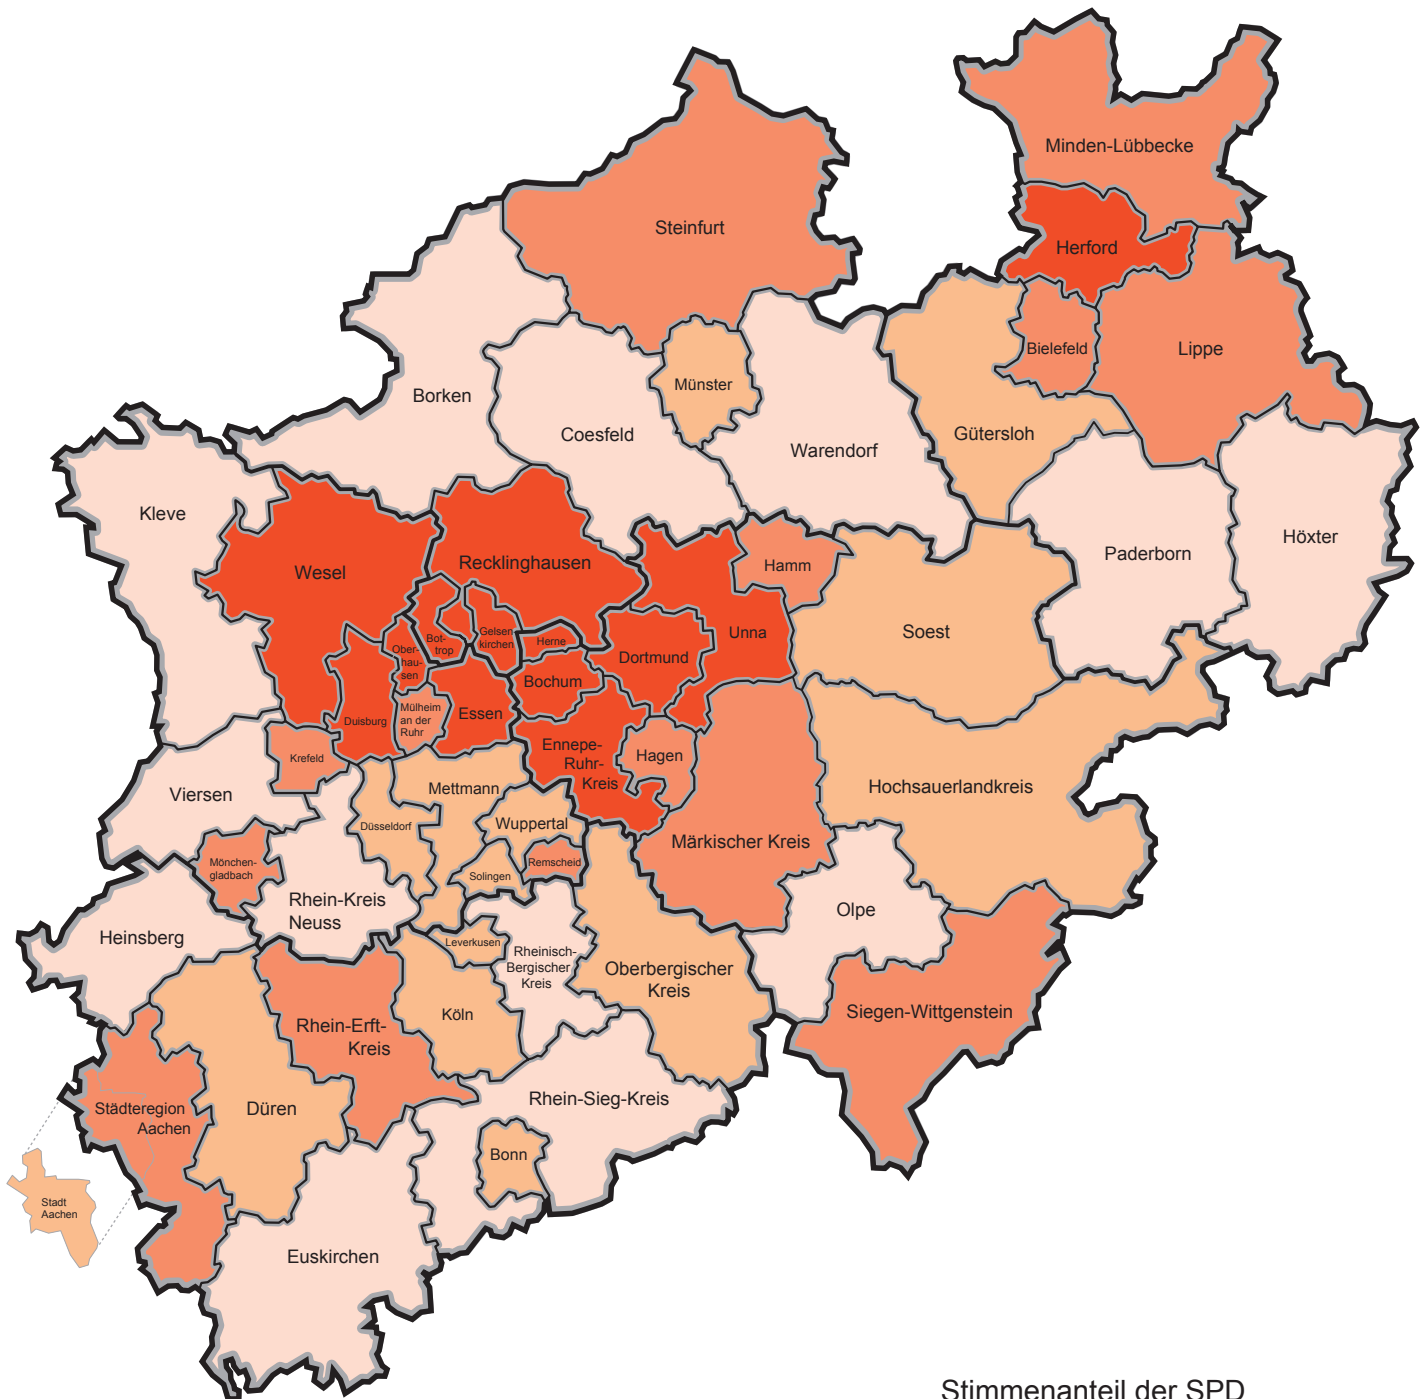 Minden-Lübbecke
Steinfurt
Herford
Bielefeld
Lippe
Münster
Borken
Coesfeld
Warendorf
Gütersloh
Kleve
Höxter
Paderborn
Recklinghausen
Hamm
Wesel
Unna
Soest
Bot-
trop
Gelsen
kirchen
Herne
Ober-
hau-
sen
Dortmund
Bochum
Duisburg
Mülheim
an der
Ruhr
Essen
Krefeld
Ennepe-
Ruhr-
Kreis
Hagen
Viersen
Mettmann
Hochsauerlandkreis
Düsseldorf
Wuppertal
Märkischer Kreis
Mönchen-
gladbach
Solingen
Remscheid
Rhein-Kreis
Neuss
Olpe
Heinsberg
Leverkusen
Rheinisch-
Bergischer
Kreis
Oberbergischer
Kreis
Köln
Siegen-Wittgenstein
Rhein-Erft-
Kreis
Städteregion
Aachen
Düren
Rhein-Sieg-Kreis
Bonn
Stadt
Aachen
Euskirchen
Stimmenanteil der SPD